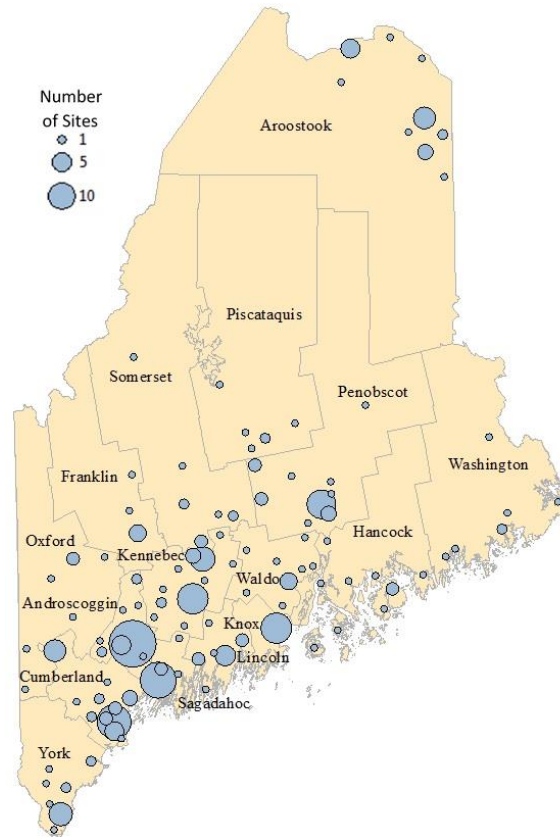 Number
of Sites
1
5
10
Aroostook
Piscataquis
Somerset
Penobscot
Franklin
Washington
Oxford
Hancock
Kennebec
Waldo
Androscoggin
Knox
Lincoln
Cumberland
Sagadahoc
York